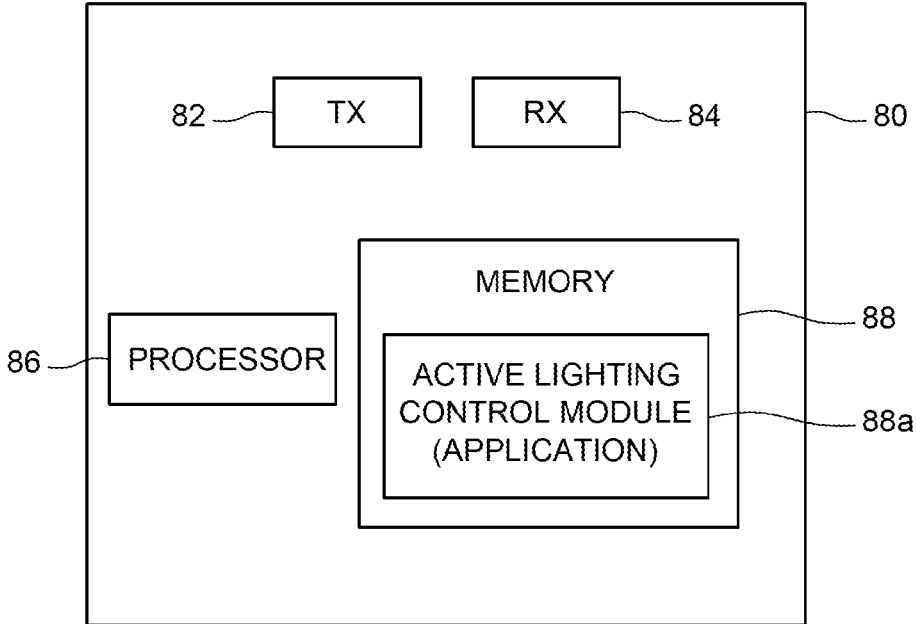 82
TX
RX
84
80
MEMORY
88
86
PROCESSOR
ACTIVE LIGHTING
CONTROL MODULE
(APPLICATION)
88a